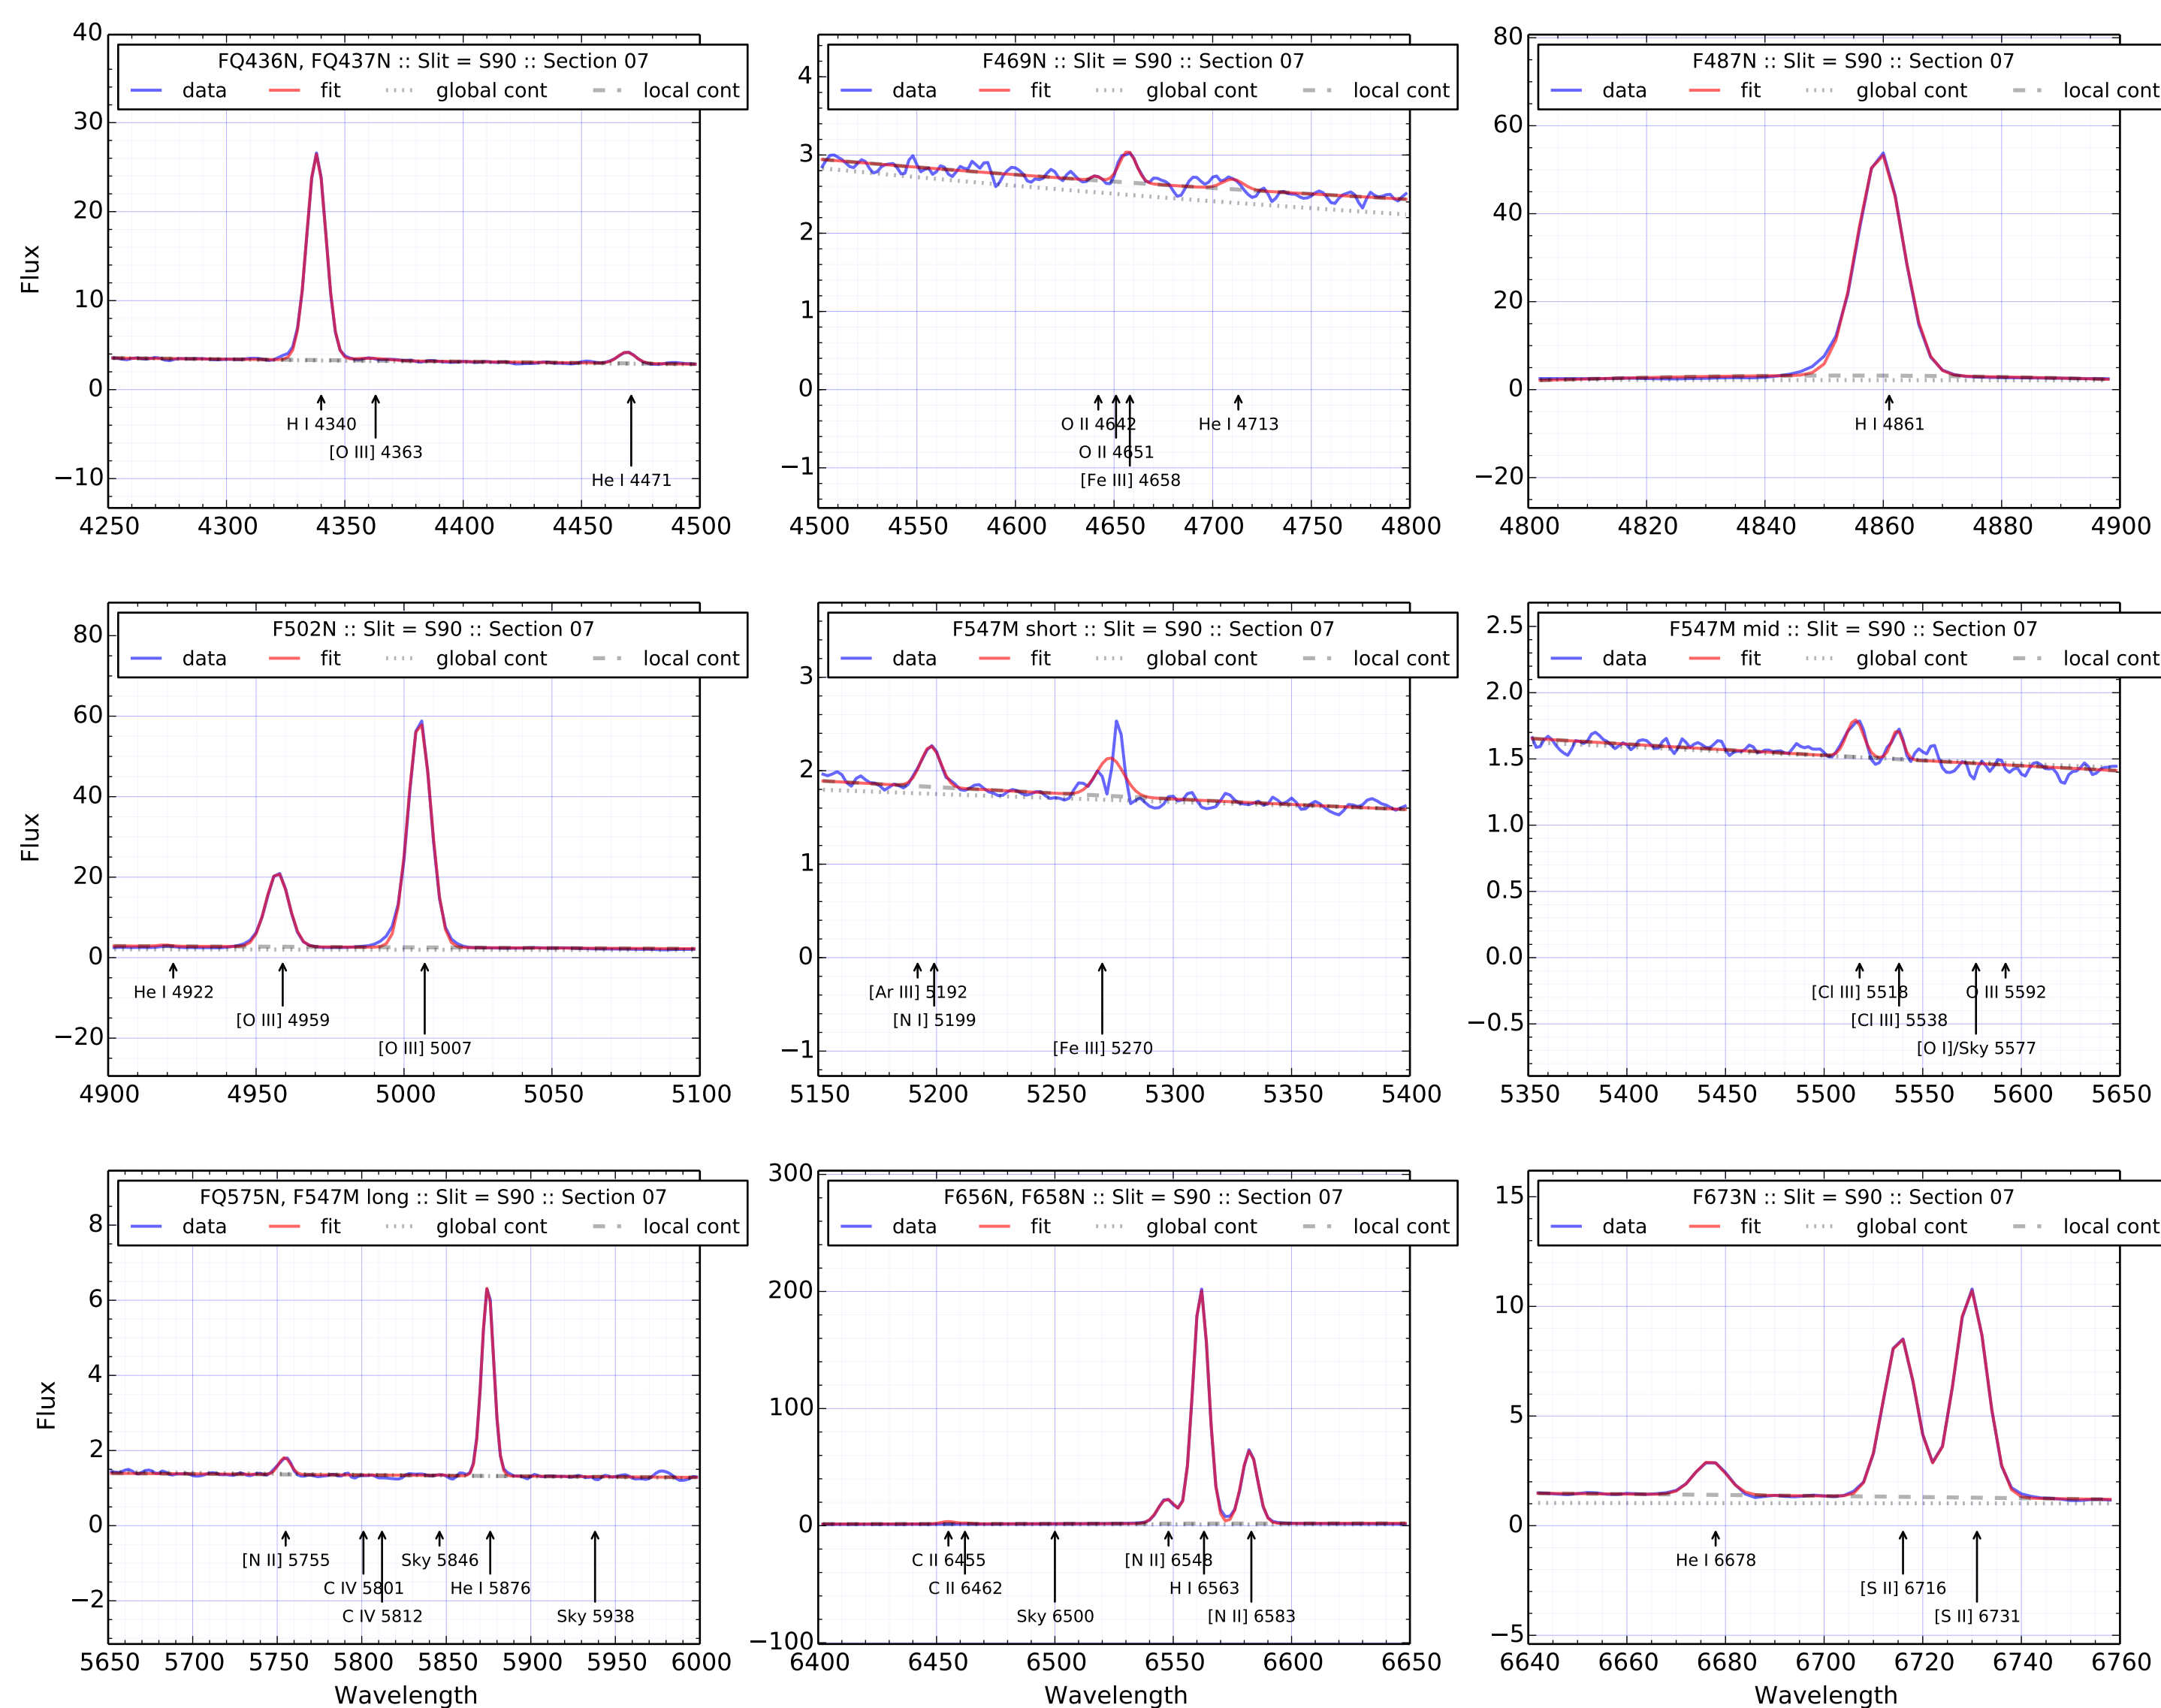 FQ436N, FQ437N :: Slit = S90 :: Section 07
data fit global cont local cont
40
30
20
10
0
−10
Flux
H I 4340
[O III] 4363
He I 4471
4250 4300 4350 4400 4450 4500
F469N :: Slit = S90 :: Section 07
data fit global cont local cont
4
3
2
1
0
−1
O II 4642
He I 4713
O II 4651
[Fe III] 4658
4500 4550 4600 4650 4700 4750 4800
F487N :: Slit = S90 :: Section 07
data fit global cont local cont
80
60
40
20
0
−20
H I 4861
4800 4820 4840 4860 4880 4900
F502N :: Slit = S90 :: Section 07
data fit global cont local cont
80
60
40
20
0
−20
Flux
He I 4922
[O III] 4959
[O III] 5007
4900 4950 5000 5050 5100
F547M short :: Slit = S90 :: Section 07
data fit global cont local cont
3
2
1
0
−1
[Ar III] 5192
[N I] 5199
[Fe III] 5270
5150 5200 5250 5300 5350 5400
F547M mid :: Slit = S90 :: Section 07
data fit global cont local cont
2.5
2.0
1.5
1.0
0.5
0.0
−0.5
[Cl III] 5518
O III 5592
[Cl III] 5538
[O I]/Sky 5577
5350 5400 5450 5500 5550 5600 5650
FQ575N, F547M long :: Slit = S90 :: Section 07
data fit global cont local cont
8
6
4
2
0
−2
Flux
[N II] 5755
Sky 5846
C IV 5801
He I 5876
C IV 5812
Sky 5938
5650 5700 5750 5800 5850 5900 5950 6000
Wavelength
F656N, F658N :: Slit = S90 :: Section 07
data fit global cont local cont
300
200
100
0
−100
C II 6455
[N II] 6548
C II 6462
H I 6563
Sky 6500
[N II] 6583
6400 6450 6500 6550 6600 6650
Wavelength
F673N :: Slit = S90 :: Section 07
data fit global cont local cont
15
10
5
0
−5
He I 6678
[S II] 6716
[S II] 6731
6640 6660 6680 6700 6720 6740 6760
Wavelength